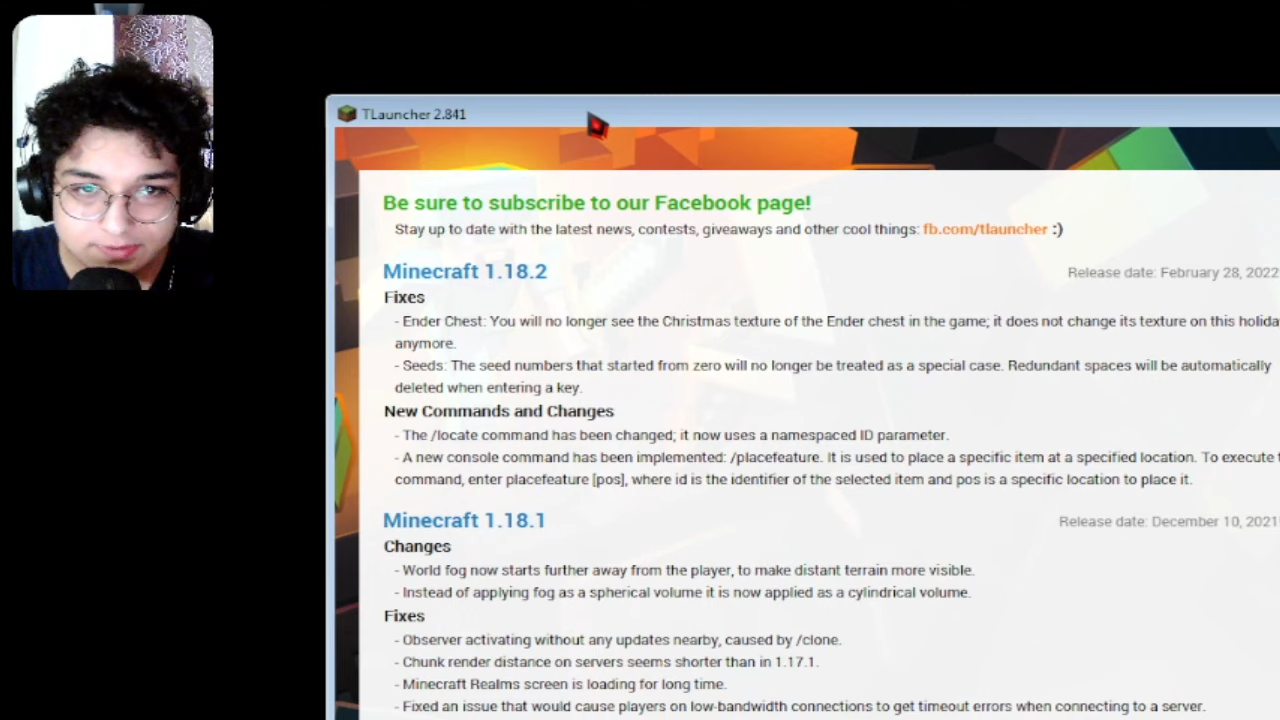 TLauncher 2.841
Be sure to subscribe to our Facebook page!
Stay up to date with the latest news, contests, giveaways and other cool things: fb.com/tlauncher :)
Minecraft 1.18.2
Release date: February 28, 2022
Fixes
- Ender Chest: You will no longer see the Christmas texture of the Ender chest in the game; it does not change its texture on this holida
anymore.
- Seeds: The seed numbers that started from zero will no longer be treated as a special case. Redundant spaces will be automatically
deleted when entering a key.
New Commands and Changes
- The /locate command has been changed; it now uses a namespaced ID parameter.
- A new console command has been implemented: /placefeature. It is used to place a specific item at a specified location. To execute t
command, enter placefeature [pos], where id is the identifier of the selected item and pos is a specific location to place it.
Minecraft 1.18.1
Release date: December 10, 2021
Changes
- World fog now starts further away from the player, to make distant terrain more visible.
- Instead of applying fog as a spherical volume it is now applied as a cylindrical volume.
Fixes
- Observer activating without any updates nearby, caused by /clone.
- Chunk render distance on servers seems shorter than in 1.17.1.
- Minecraft Realms screen is loading for long time.
- Fixed an issue that would cause players on low-bandwidth connections to get timeout errors when connecting to a server.